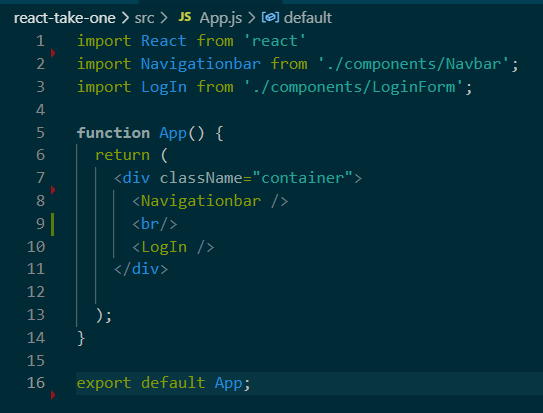 react-take-one > src > JS App.js > default
1 import React from 'react'
2 import Navigationbar from './components/Navbar';
3 import LogIn from './components/LoginForm';
4
5 function App() {
6   return (
7     <div className="container">
8       <Navigationbar />
9       <br/>
10       <LogIn />
11     </div>
12
13   );
14 }
15
16 export default App;